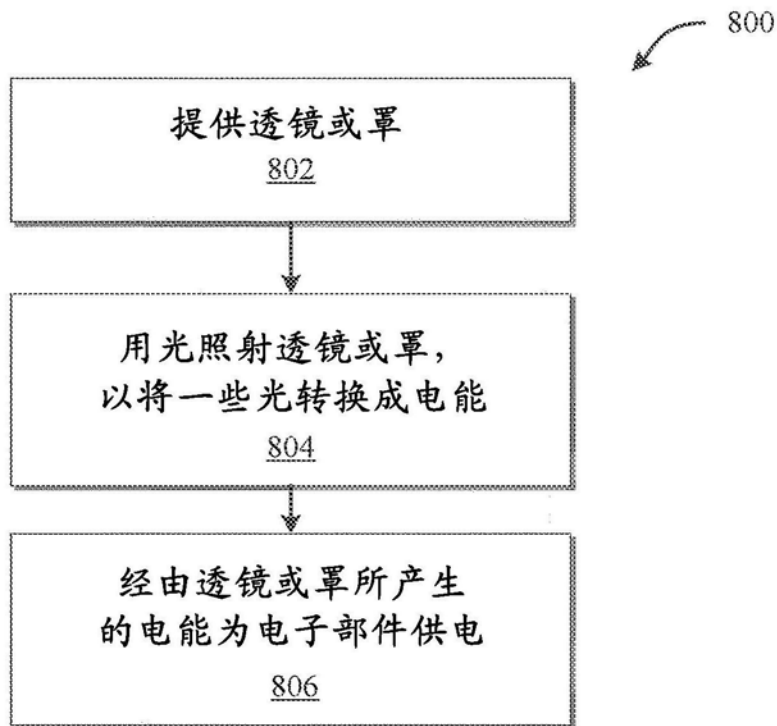 800
提供透镜或罩
802
用光照射透镜或罩，
以将一些光转换成电能
804
经由透镜或罩所产生
的电能为电子部件供电
806